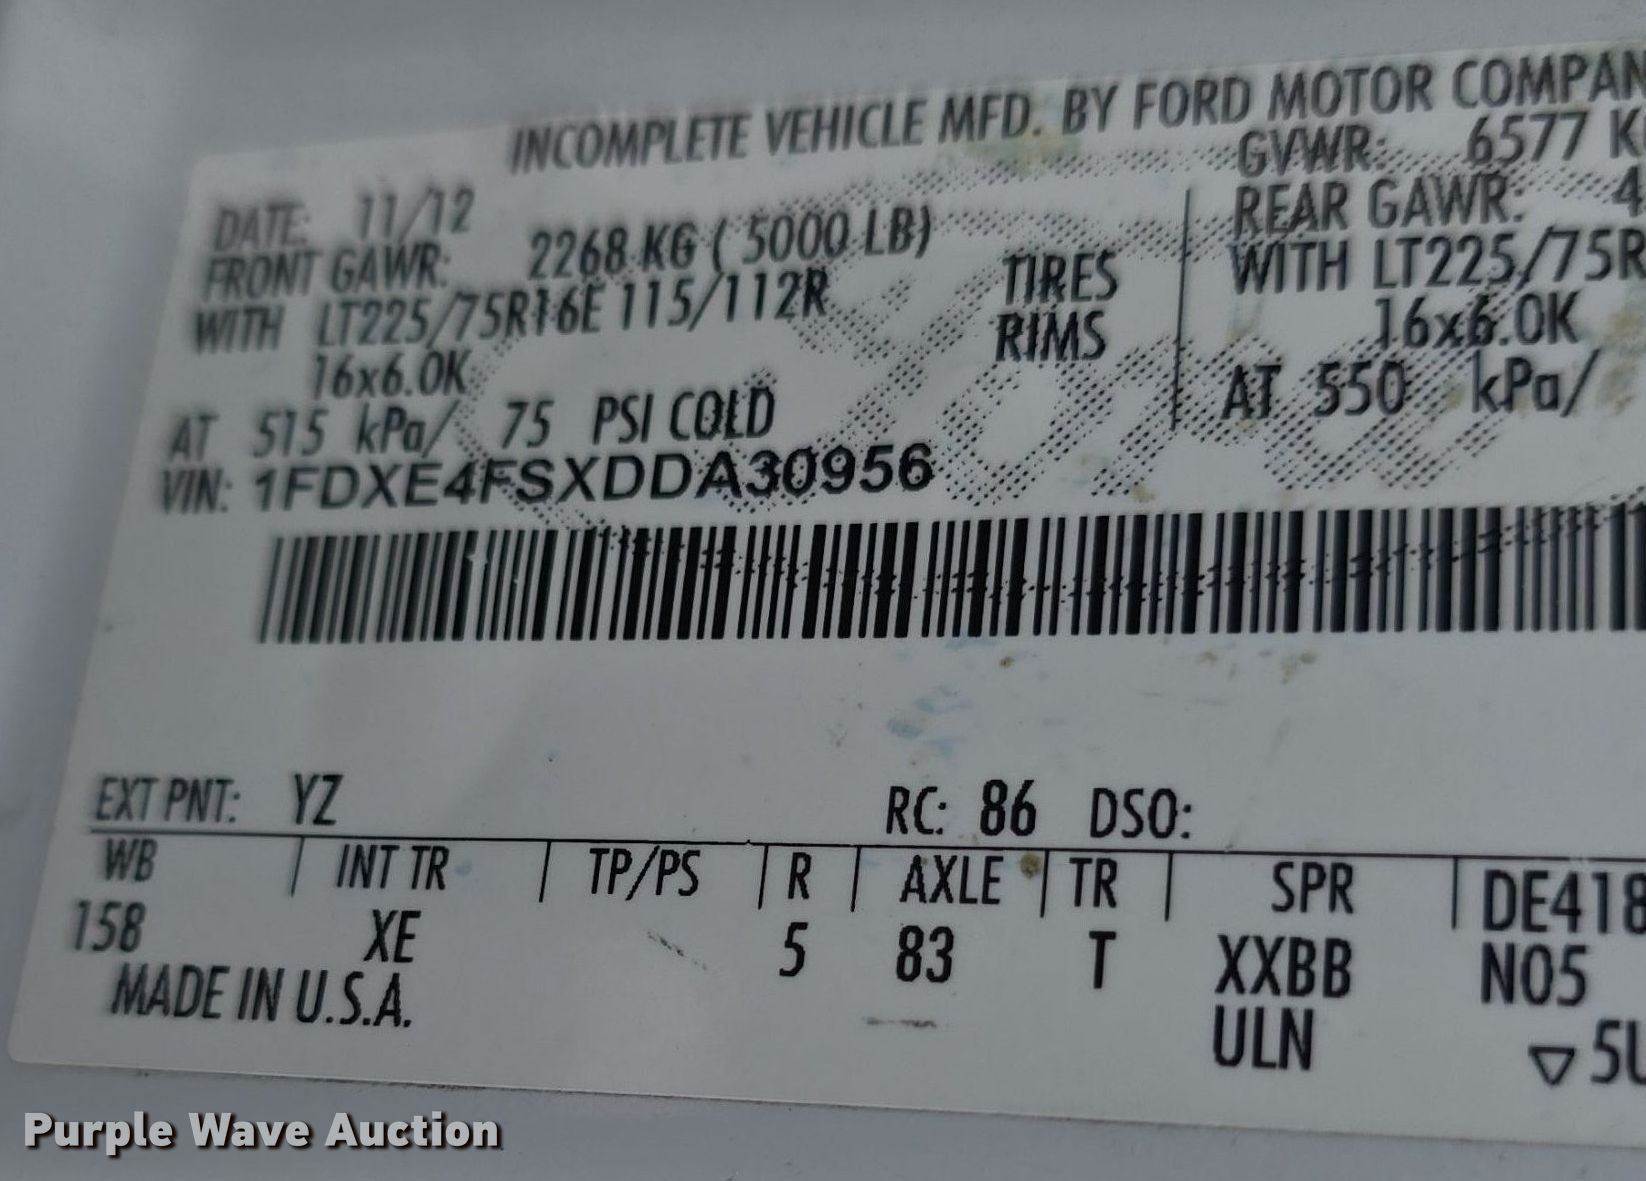 INCOMPLETE VEHICLE MFD. BY FORD MOTOR COMPAN
DATE: 11/12 GVWR: 6577 K
FRONT GAWR: 2268 KG ( 5000 LB) REAR GAWR: 4
WITH LT225/75R16E 115/112R TIRES WITH LT225/75R
16x6.0K RIMS 16x6.0K
AT 515 kPa/ 75 PSI COLD AT 550 kPa/
VIN: 1FDXE4FSXDDA30956
EXT PNT: YZ RC: 86 DSO:
WB INT TR TP/PS R AXLE TR SPR DE418
158 XE 5 83 T XXBB N05
MADE IN U.S.A. ULN ▽ 5U
Purple Wave Auction